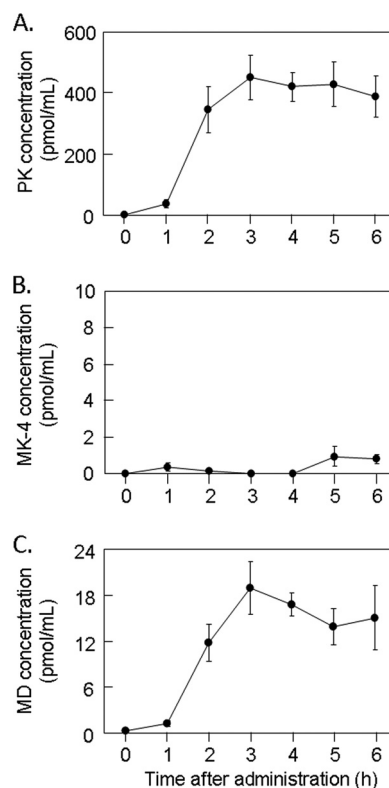 A.
PK concentration
(pmol/mL)
600
400
200
0
0 1 2 3 4 5 6
B.
MK-4 concentration
(pmol/mL)
10
8
6
4
2
0
0 1 2 3 4 5 6
C.
MD concentration
(pmol/mL)
24
18
12
6
0
0 1 2 3 4 5 6
Time after administration (h)